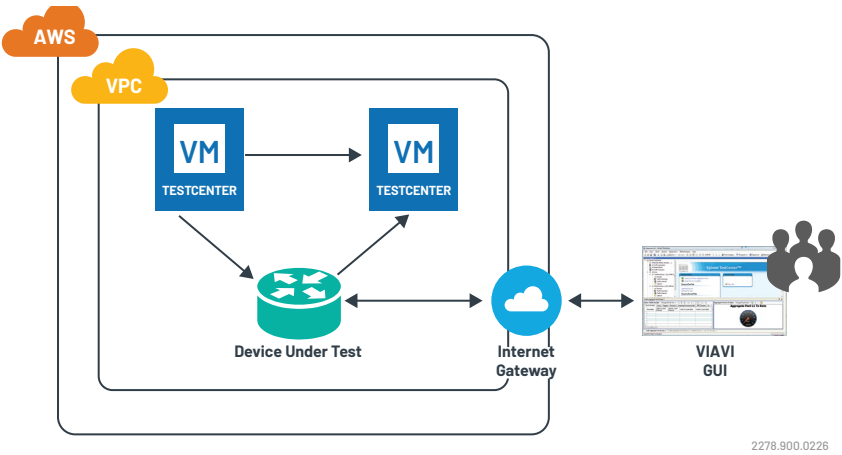 AWS
VPC
VM
TESTCENTER
VM
TESTCENTER
Device Under Test
Internet
Gateway
VIAVI
GUI
2278.900.0226